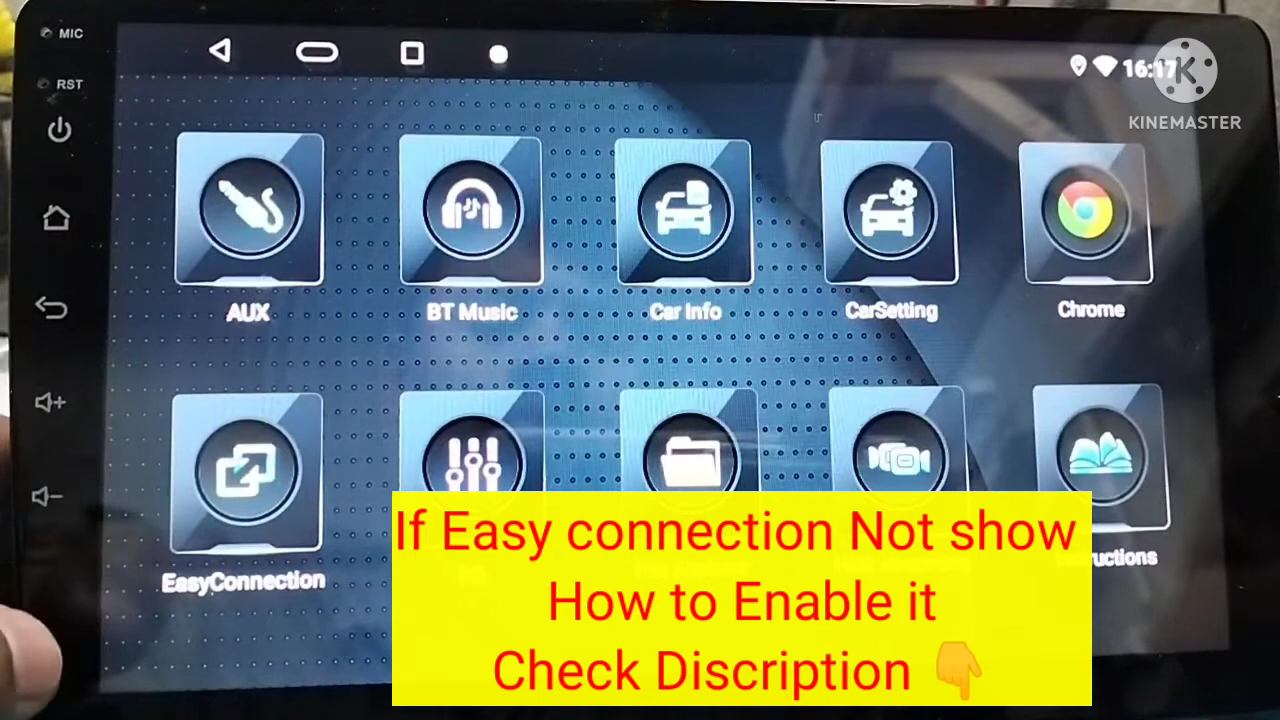 MIC
RST
16:17
KINEMASTER
AUX
BT Music
Car Info
CarSetting
Chrome
EasyConnection
If Easy connection Not show
How to Enable it
Check Discription 👇